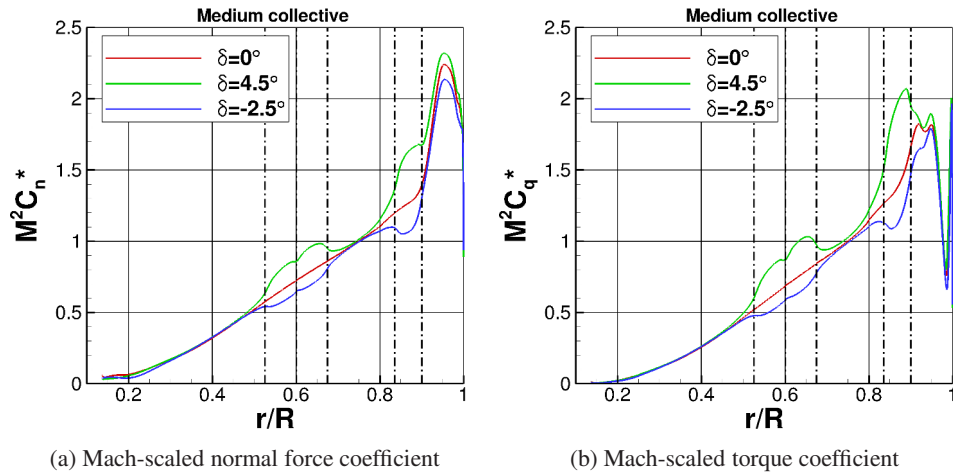 Medium collective
2.5
2
1.5
1
0.5
0
δ=0°
δ=4.5°
δ=-2.5°
M²Cₙ*
0.2 0.4 0.6 0.8 1
r/R
(a) Mach-scaled normal force coefficient
Medium collective
2.5
2
1.5
1
0.5
0
δ=0°
δ=4.5°
δ=-2.5°
M²C_q*
0.2 0.4 0.6 0.8 1
r/R
(b) Mach-scaled torque coefficient